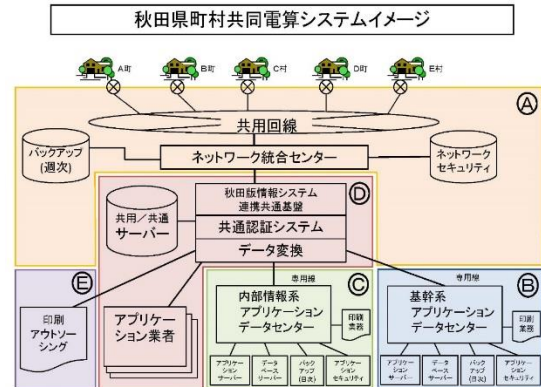 秋田県町村共同電算システムイメージ
A町
B町
C村
D町
E村
A
共用回線
バックアップ
(週次)
ネットワーク統合センター
ネットワーク
セキュリティ
D
秋田版情報システム
連携共通基盤
共用/共通
サーバー
共通認証システム
データ変換
E
印刷
アウトソー
シング
アプリケー
ション業者
専用線
C
内部情報系
アプリケーション
データセンター
印刷
業務
アプリケー
ション
サーバー
データ
ベース
サーバー
バック
アップ
(日次)
アプリケー
ション
セキュリティ
専用線
B
基幹系
アプリケーション
データセンター
印刷
業務
アプリケー
ション
サーバー
データ
ベース
サーバー
バック
アップ
(日次)
アプリケー
ション
セキュリティ